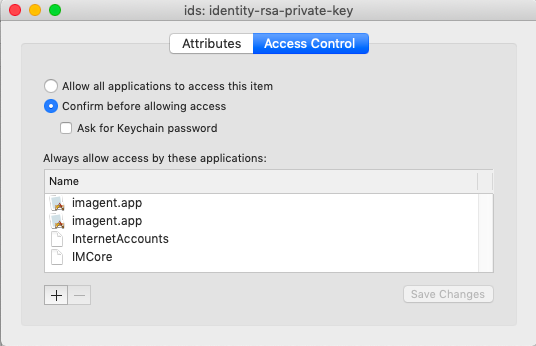 ids: identity-rsa-private-key
Attributes
Access Control
Allow all applications to access this item
Confirm before allowing access
Ask for Keychain password
Always allow access by these applications:
Name
imagent.app
imagent.app
InternetAccounts
IMCore
Save Changes